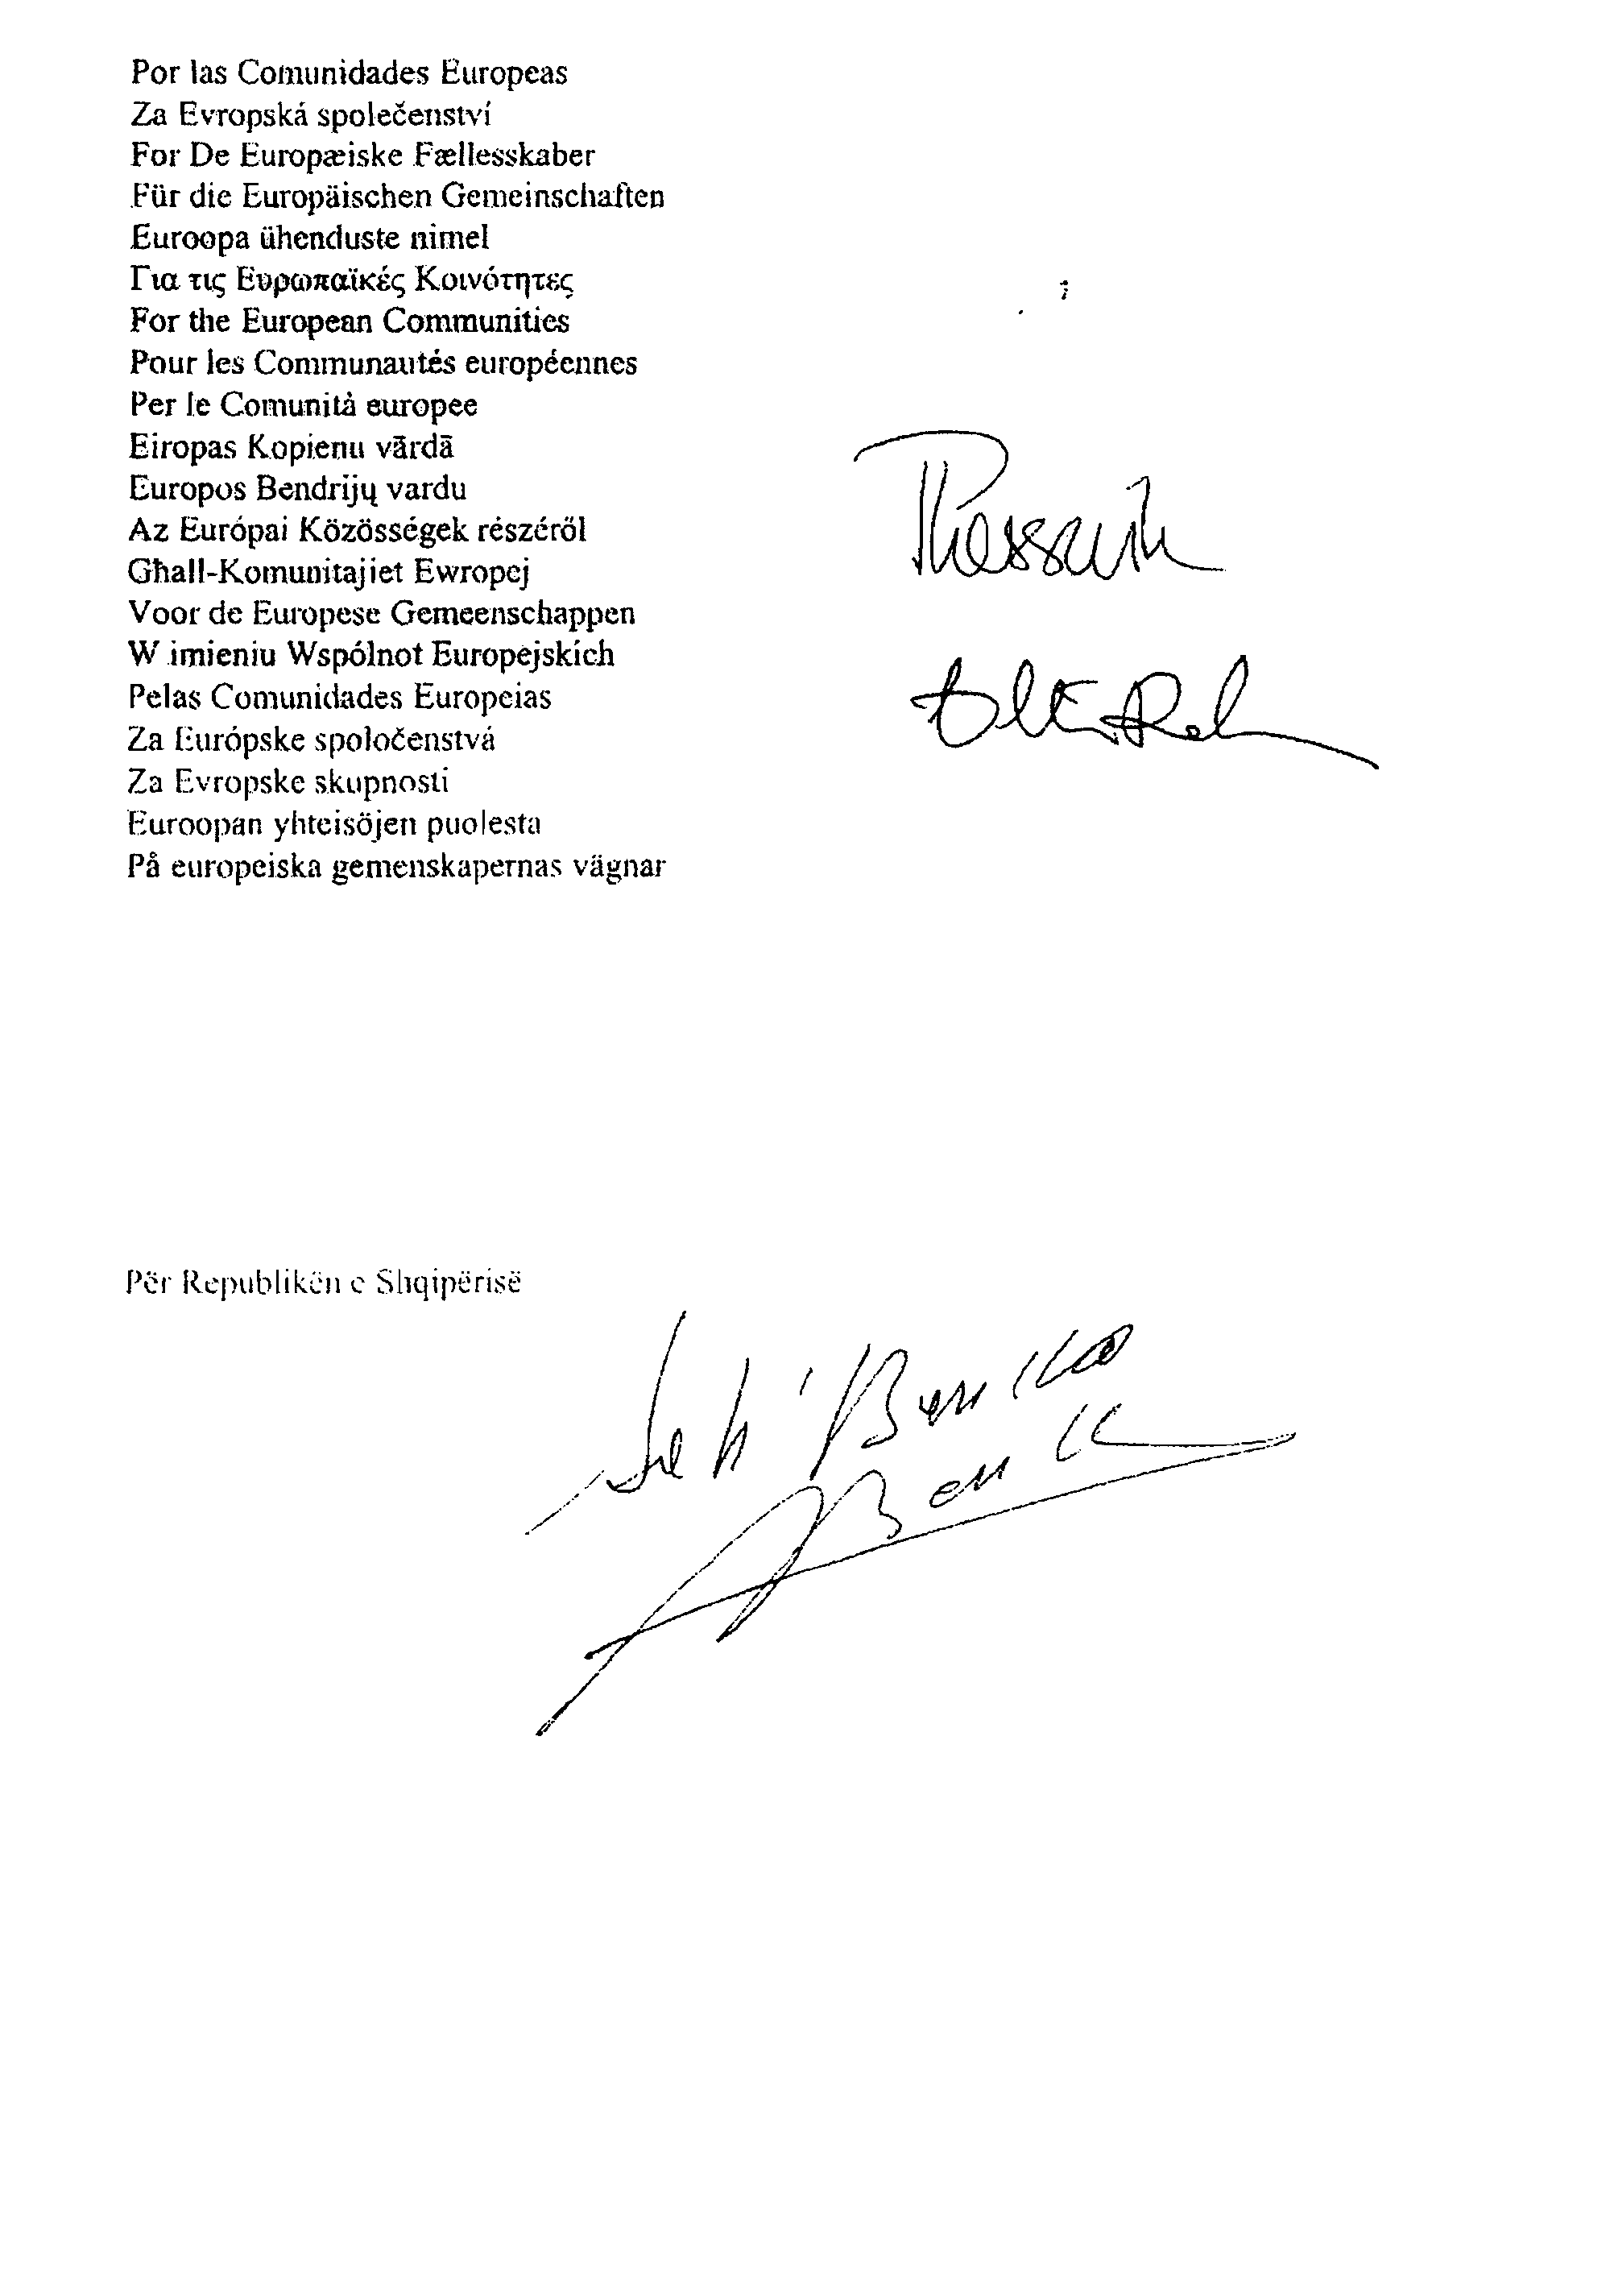 Por las Comunidades Europeas
Za Evropská společenství
For De Europæiske Fællesskaber
Für die Europäischen Gemeinschaften
Euroopa ühenduste nimel
Για τις Ευρωπαϊκές Κοινότητες
For the European Communities
Pour les Communautés européennes
Per le Comunità europee
Eiropas Kopienu vārdā
Europos Bendrijų vardu
Az Európai Közösségek részéről
Għall-Komunitajiet Ewropej
Voor de Europese Gemeenschappen
W imieniu Wspólnot Europejskich
Pelas Comunidades Europeias
Za Európske spoločenstvá
Za Evropske skupnosti
Euroopan yhteisöjen puolesta
På europeiska gemenskapernas vägnar
Për Republikën e Shqipërisë